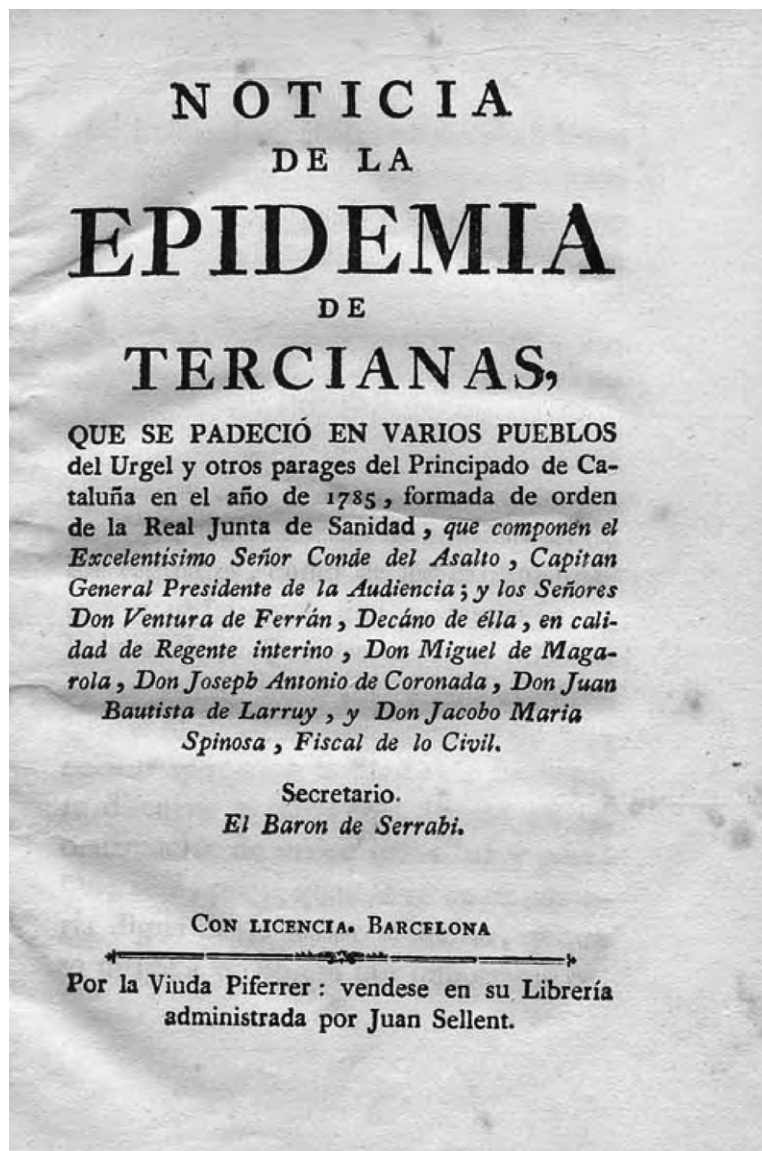 NOTICIA
DE LA
EPIDEMIA
DE
TERCIANAS,
QUE SE PADECIÓ EN VARIOS PUEBLOS
del Urgel y otros parages del Principado de Ca-
taluña en el año de 1785, formada de orden
de la Real Junta de Sanidad, que componen el
Excelentisimo Señor Conde del Asalto, Capitan
General Presidente de la Audiencia; y los Señores
Don Ventura de Ferrán, Decáno de élla, en cali-
dad de Regente interino, Don Miguel de Maga-
rola, Don Joseph Antonio de Coronada, Don Juan
Bautista de Larruy, y Don Jacobo Maria
Spinosa, Fiscal de lo Civil.
Secretario.
El Baron de Serrahi.
CON LICENCIA. BARCELONA
Por la Viuda Piferrer: vendese en su Librería
administrada por Juan Sellent.